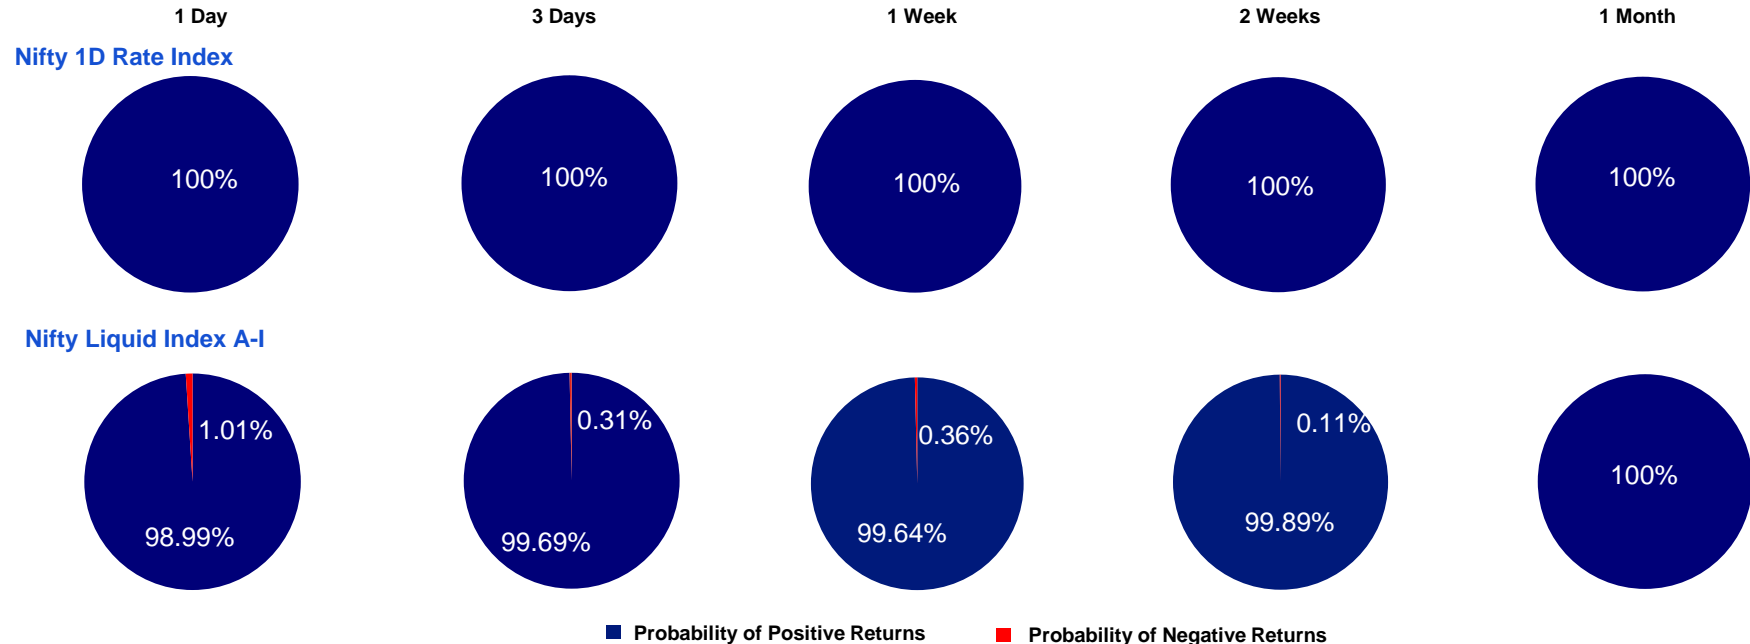 1 Day 3 Days 1 Week 2 Weeks 1 Month
Nifty 1D Rate Index
100% 100% 100% 100% 100%
Nifty Liquid Index A-I
1.01% 0.31% 0.36% 0.11%
100%
98.99% 99.69% 99.64% 99.89%
Probability of Positive Returns Probability of Negative Returns